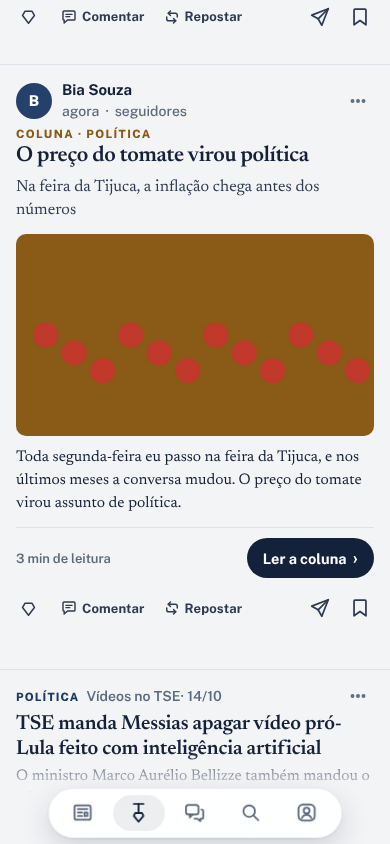 Comentar Repostar
B
Bia Souza
agora · seguidores
COLUNA · POLÍTICA
O preço do tomate virou política
Na feira da Tijuca, a inflação chega antes dos
números
Toda segunda-feira eu passo na feira da Tijuca, e nos
últimos meses a conversa mudou. O preço do tomate
virou assunto de política.
3 min de leitura
Ler a coluna ›
Comentar Repostar
POLÍTICA Vídeos no TSE· 14/10
TSE manda Messias apagar vídeo pró-
Lula feito com inteligência artificial
O ministro Marco Aurélio Bellizze também mandou o